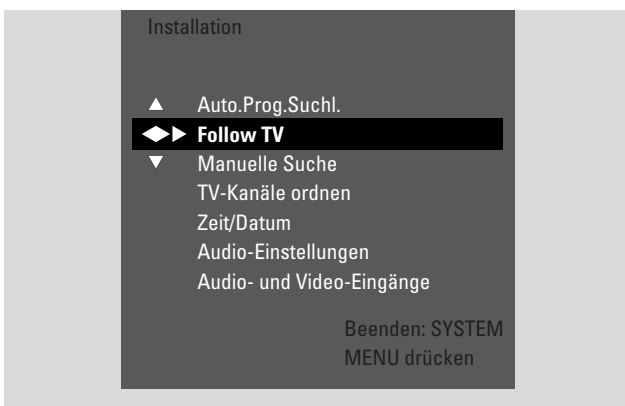 Installation
Auto.Prog.Suchl.
Follow TV
Manuelle Suche
TV-Kanäle ordnen
Zeit/Datum
Audio-Einstellungen
Audio- und Video-Eingänge
Beenden: SYSTEM
MENU drücken